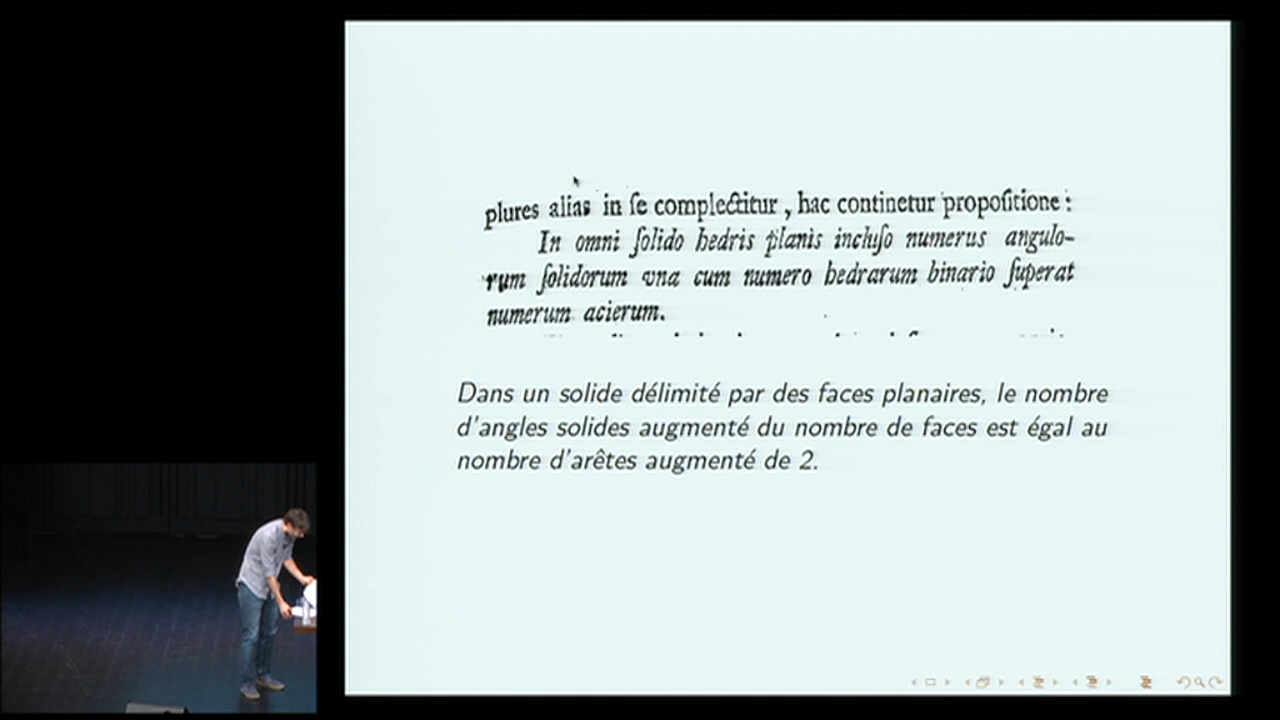 plures alias in ſe complectitur, hac continetur propoſitione:
In omni ſolido hedris planis incluſo numerus angulo-
rum ſolidorum vna cum numero hedrarum binario ſuperat
numerum acierum.
Dans un solide délimité par des faces planaires, le nombre
d'angles solides augmenté du nombre de faces est égal au
nombre d'arêtes augmenté de 2.